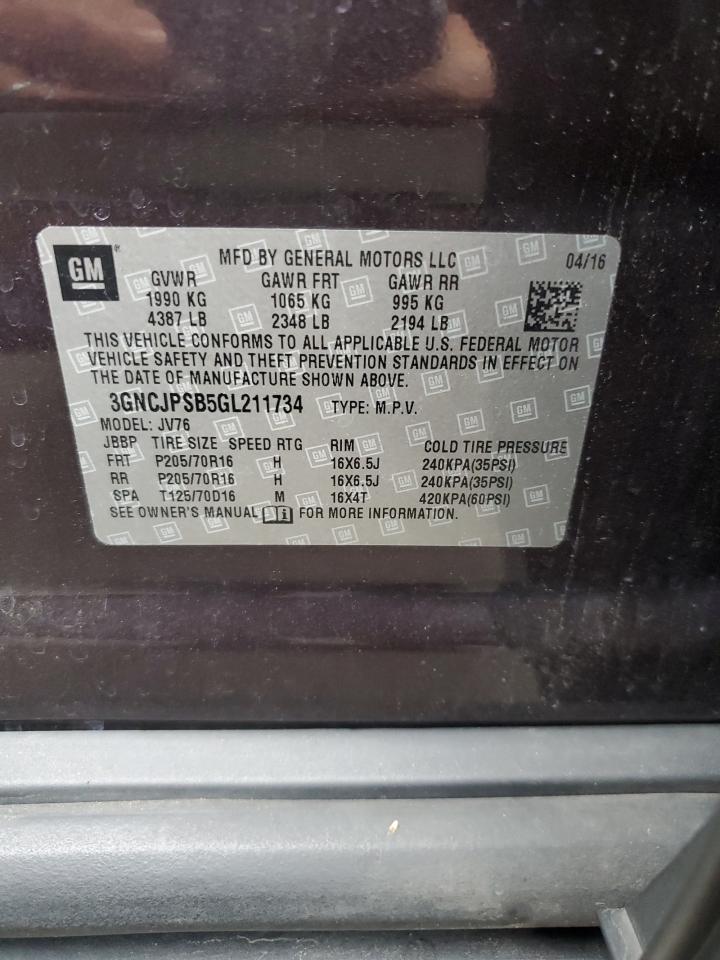 GM ®
MFD BY GENERAL MOTORS LLC 04/16
GVWR GAWR FRT GAWR RR
1990 KG 1065 KG 995 KG
4387 LB 2348 LB 2194 LB
THIS VEHICLE CONFORMS TO ALL APPLICABLE U.S. FEDERAL MOTOR
VEHICLE SAFETY AND THEFT PREVENTION STANDARDS IN EFFECT ON
THE DATE OF MANUFACTURE SHOWN ABOVE.
3GNCJPSB5GL211734 TYPE: M.P.V.
MODEL: JV76
JBBP TIRE SIZE SPEED RTG RIM COLD TIRE PRESSURE
FRT P205/70R16 H 16X6.5J 240KPA(35PSI)
RR P205/70R16 H 16X6.5J 240KPA(35PSI)
SPA T125/70D16 M 16X4T 420KPA(60PSI)
SEE OWNER'S MANUAL FOR MORE INFORMATION.